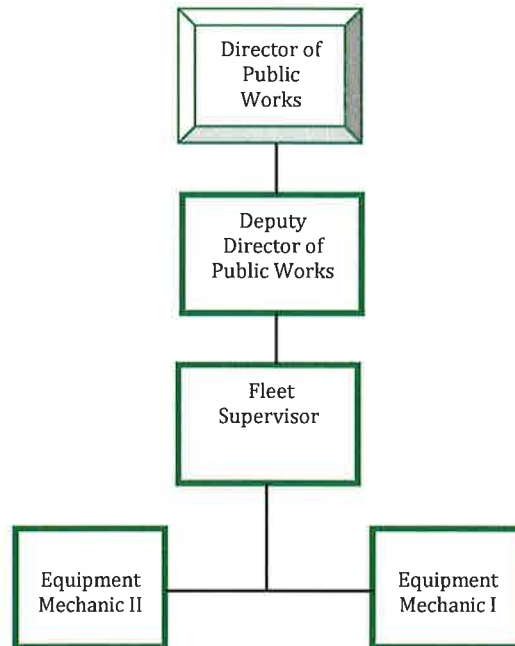 Director of
Public
Works
Deputy
Director of
Public Works
Fleet
Supervisor
Equipment
Mechanic II
Equipment
Mechanic I